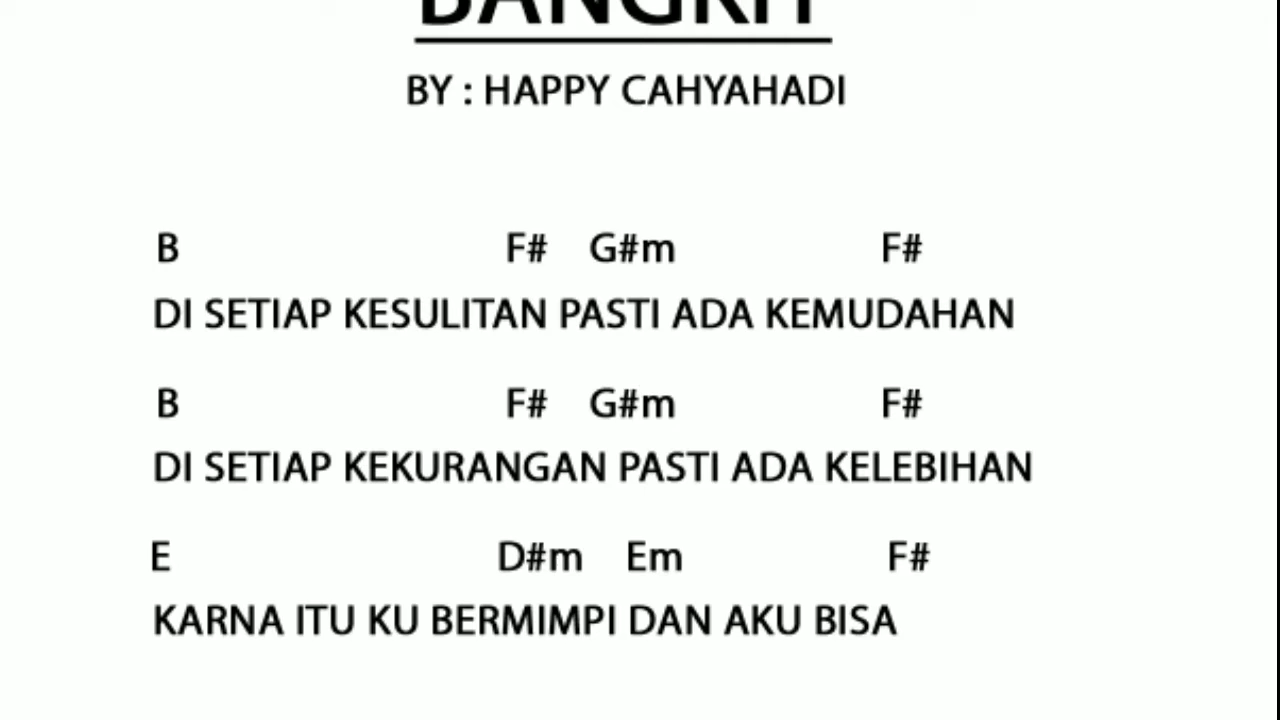 BANGKIT
BY : HAPPY CAHYAHADI
B F# G#m F#
DI SETIAP KESULITAN PASTI ADA KEMUDAHAN
B F# G#m F#
DI SETIAP KEKURANGAN PASTI ADA KELEBIHAN
E D#m Em F#
KARNA ITU KU BERMIMPI DAN AKU BISA